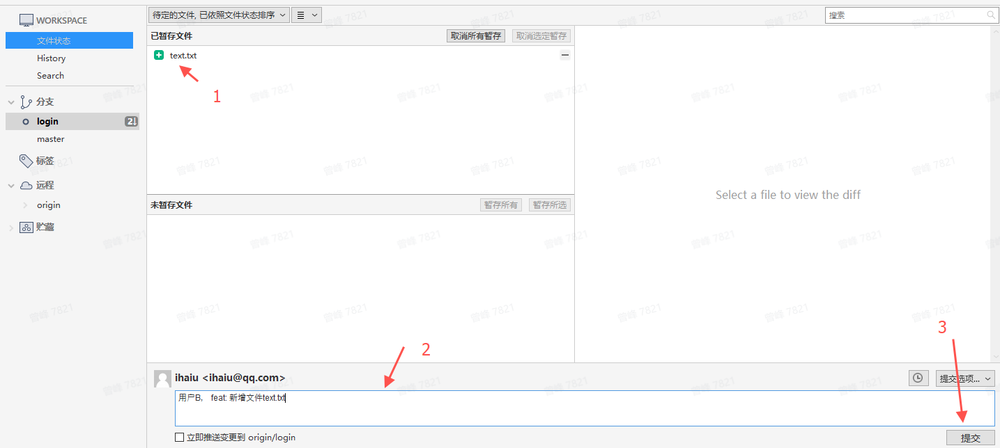 WORKSPACE
文件状态
History
Search
分支
login 2↓
master
标签
远程
origin
贮藏
待定的文件, 已依照文件状态排序
搜索
已暂存文件 取消所有暂存 取消选定暂存
text.txt
1
未暂存文件 暂存所有 暂存所选
Select a file to view the diff
2
3
ihaiu <ihaiu@qq.com> 提交选项...
用户B， feat: 新增文件text.txt
立即推送变更到 origin/login 提交
曾峰 7821